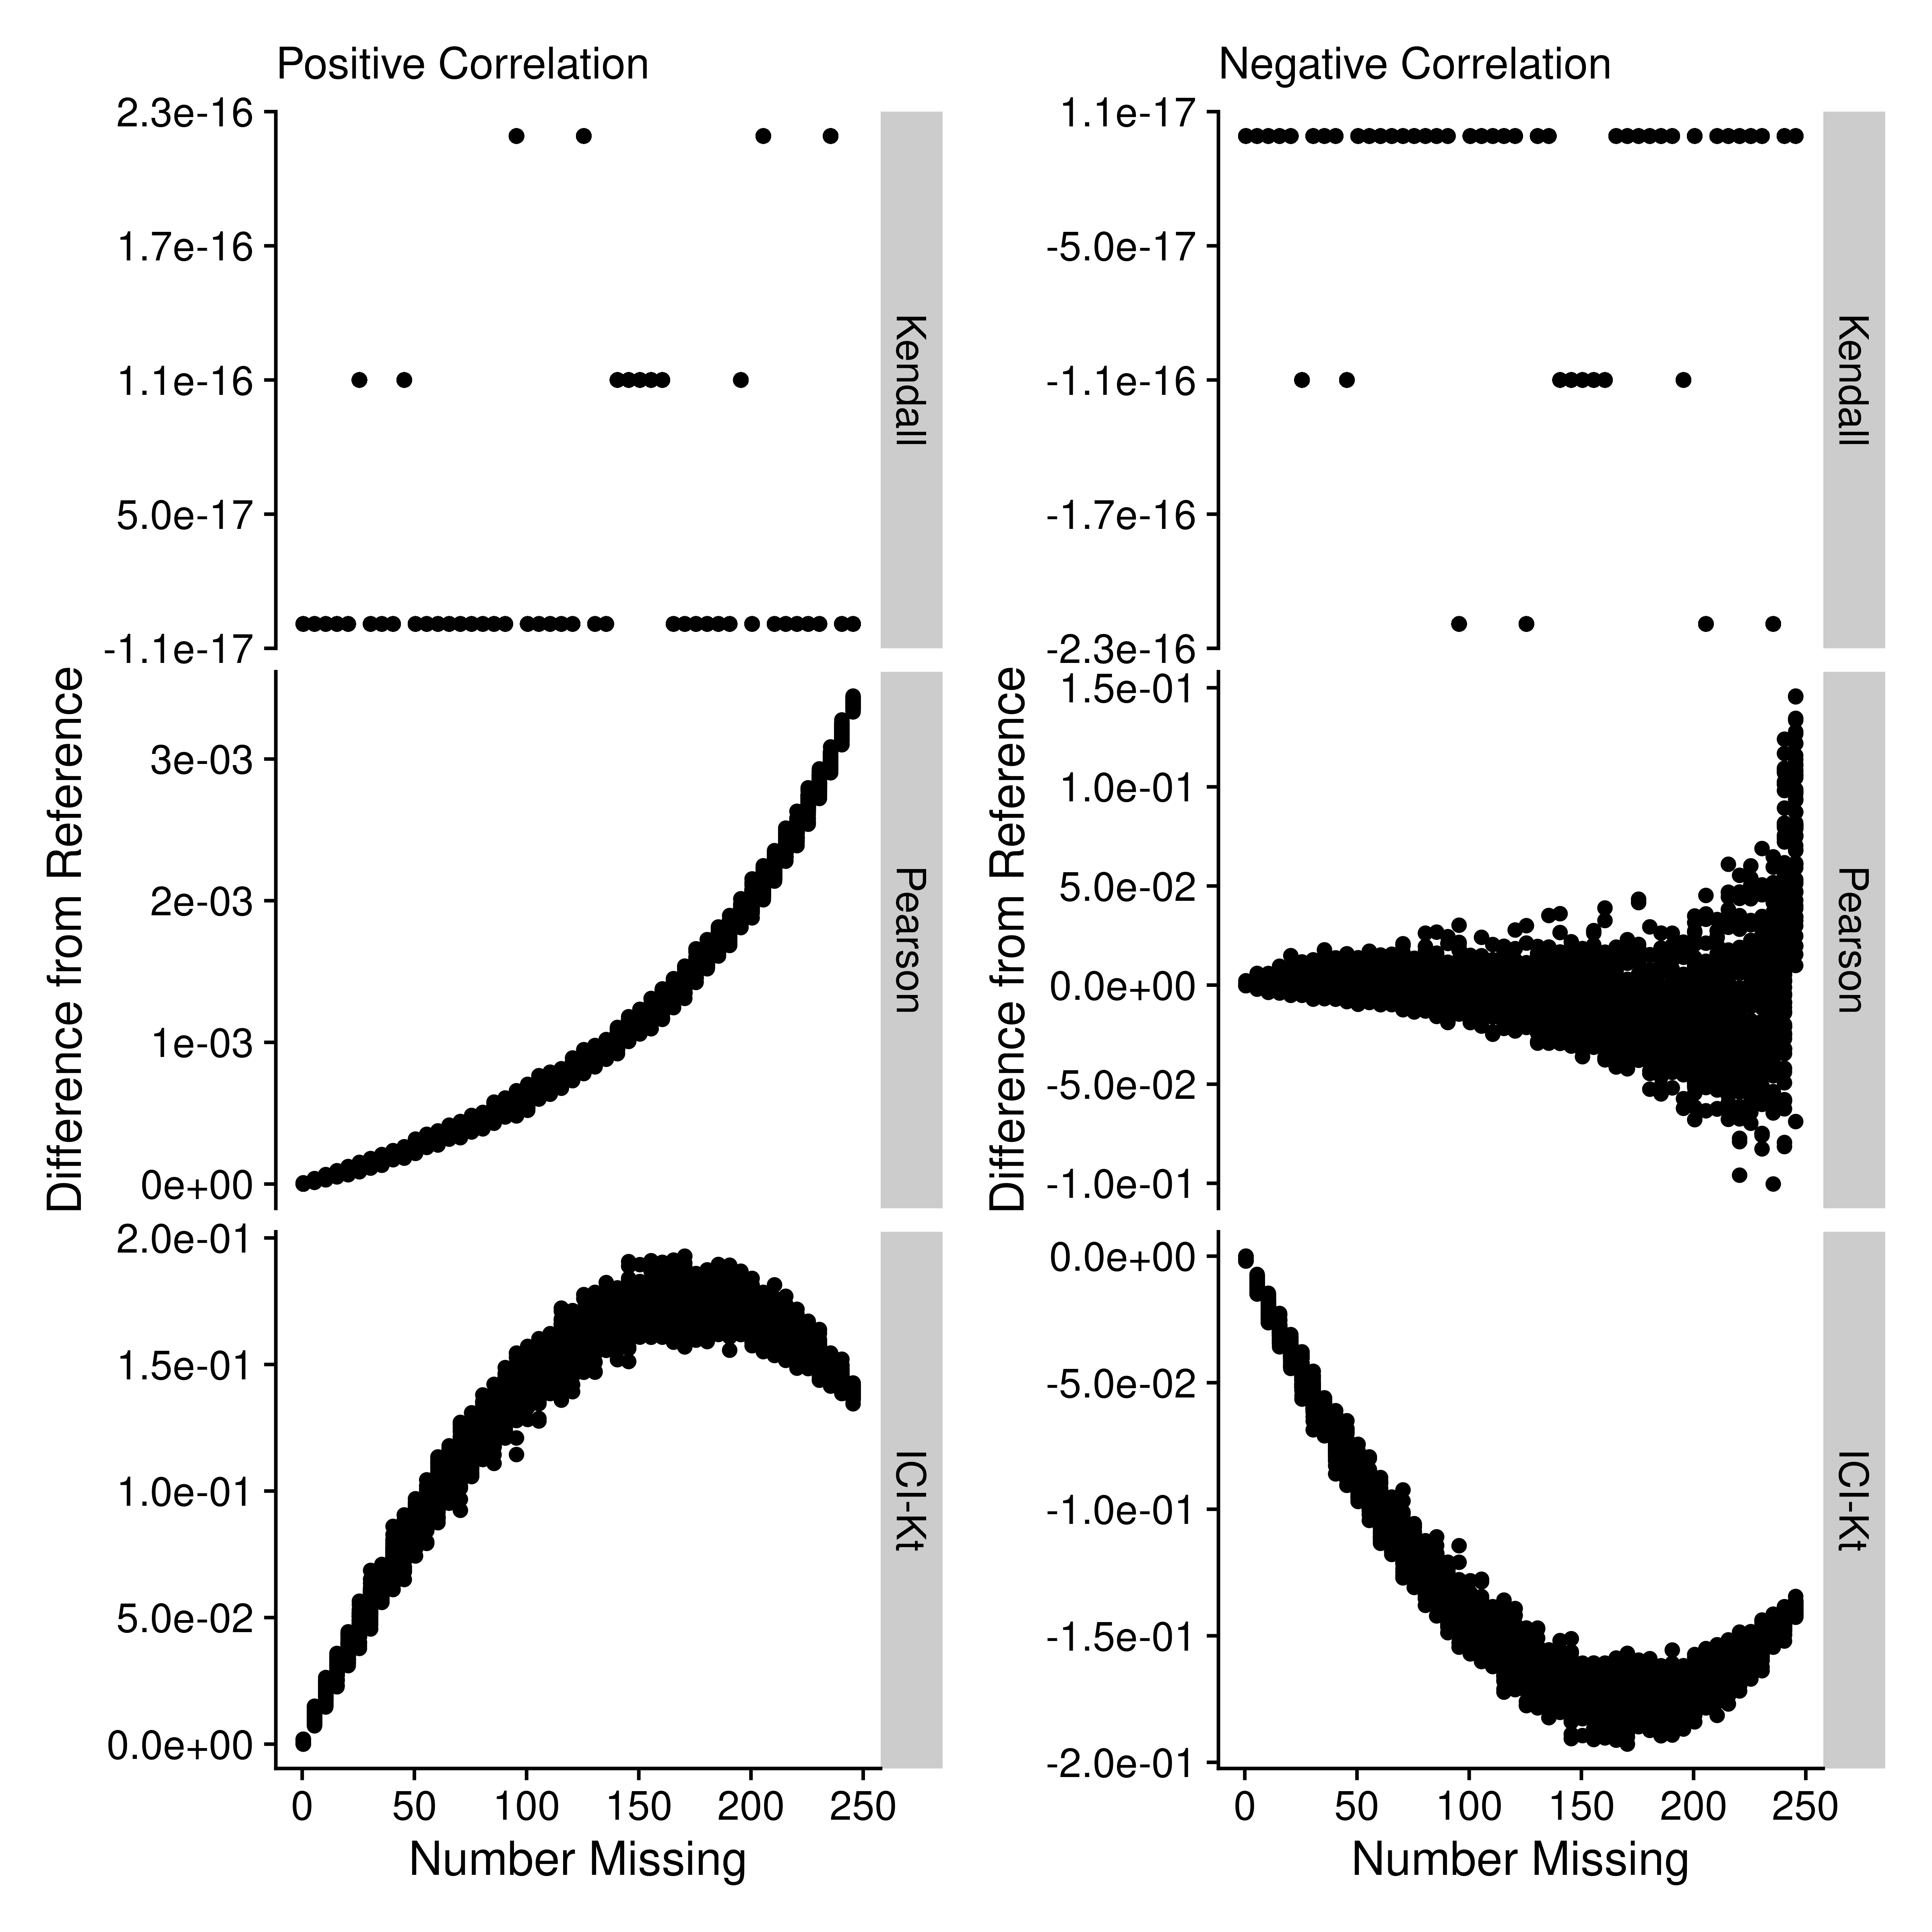 Positive Correlation
2.3e-16
1.7e-16
1.1e-16
5.0e-17
-1.1e-17
Kendall
3e-03
2e-03
1e-03
0e+00
Pearson
2.0e-01
1.5e-01
1.0e-01
5.0e-02
0.0e+00
ICI-Kt
Difference from Reference
0 50 100 150 200 250
Number Missing
Negative Correlation
1.1e-17
-5.0e-17
-1.1e-16
-1.7e-16
-2.3e-16
Kendall
1.5e-01
1.0e-01
5.0e-02
0.0e+00
-5.0e-02
-1.0e-01
Pearson
0.0e+00
-5.0e-02
-1.0e-01
-1.5e-01
-2.0e-01
ICI-Kt
Difference from Reference
0 50 100 150 200 250
Number Missing